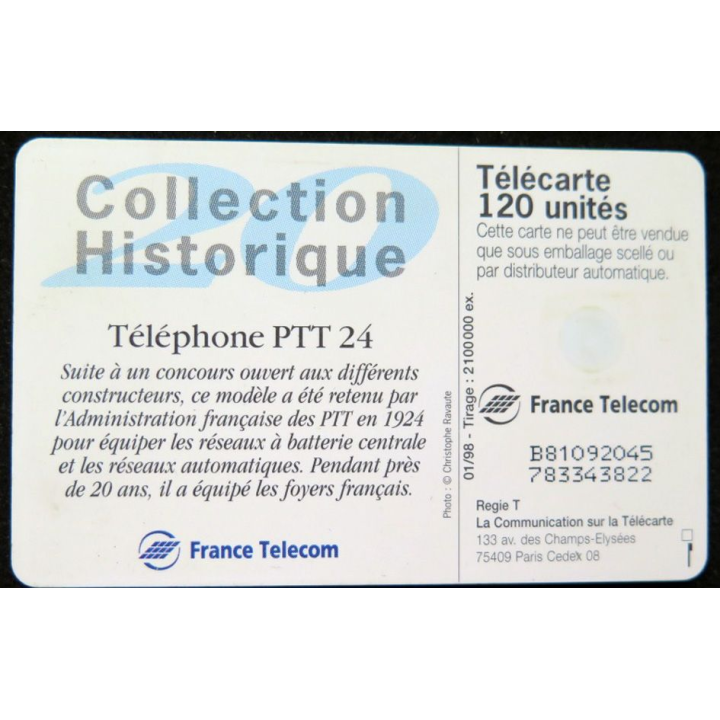 20
Collection
Historique
Téléphone PTT 24
Suite à un concours ouvert aux différents
constructeurs, ce modèle a été retenu par
l'Administration française des PTT en 1924
pour équiper les réseaux à batterie centrale
et les réseaux automatiques. Pendant près
de 20 ans, il a équipé les foyers français.
France Telecom
Photo : © Christophe Ravaute
01/98 - Tirage : 2100000 ex.
Télécarte
120 unités
Cette carte ne peut être vendue
que sous emballage scellé ou
par distributeur automatique.
France Telecom
B81092045
783343822
Regie T
La Communication sur la Télécarte
133 av. des Champs-Elysées
75409 Paris Cedex 08